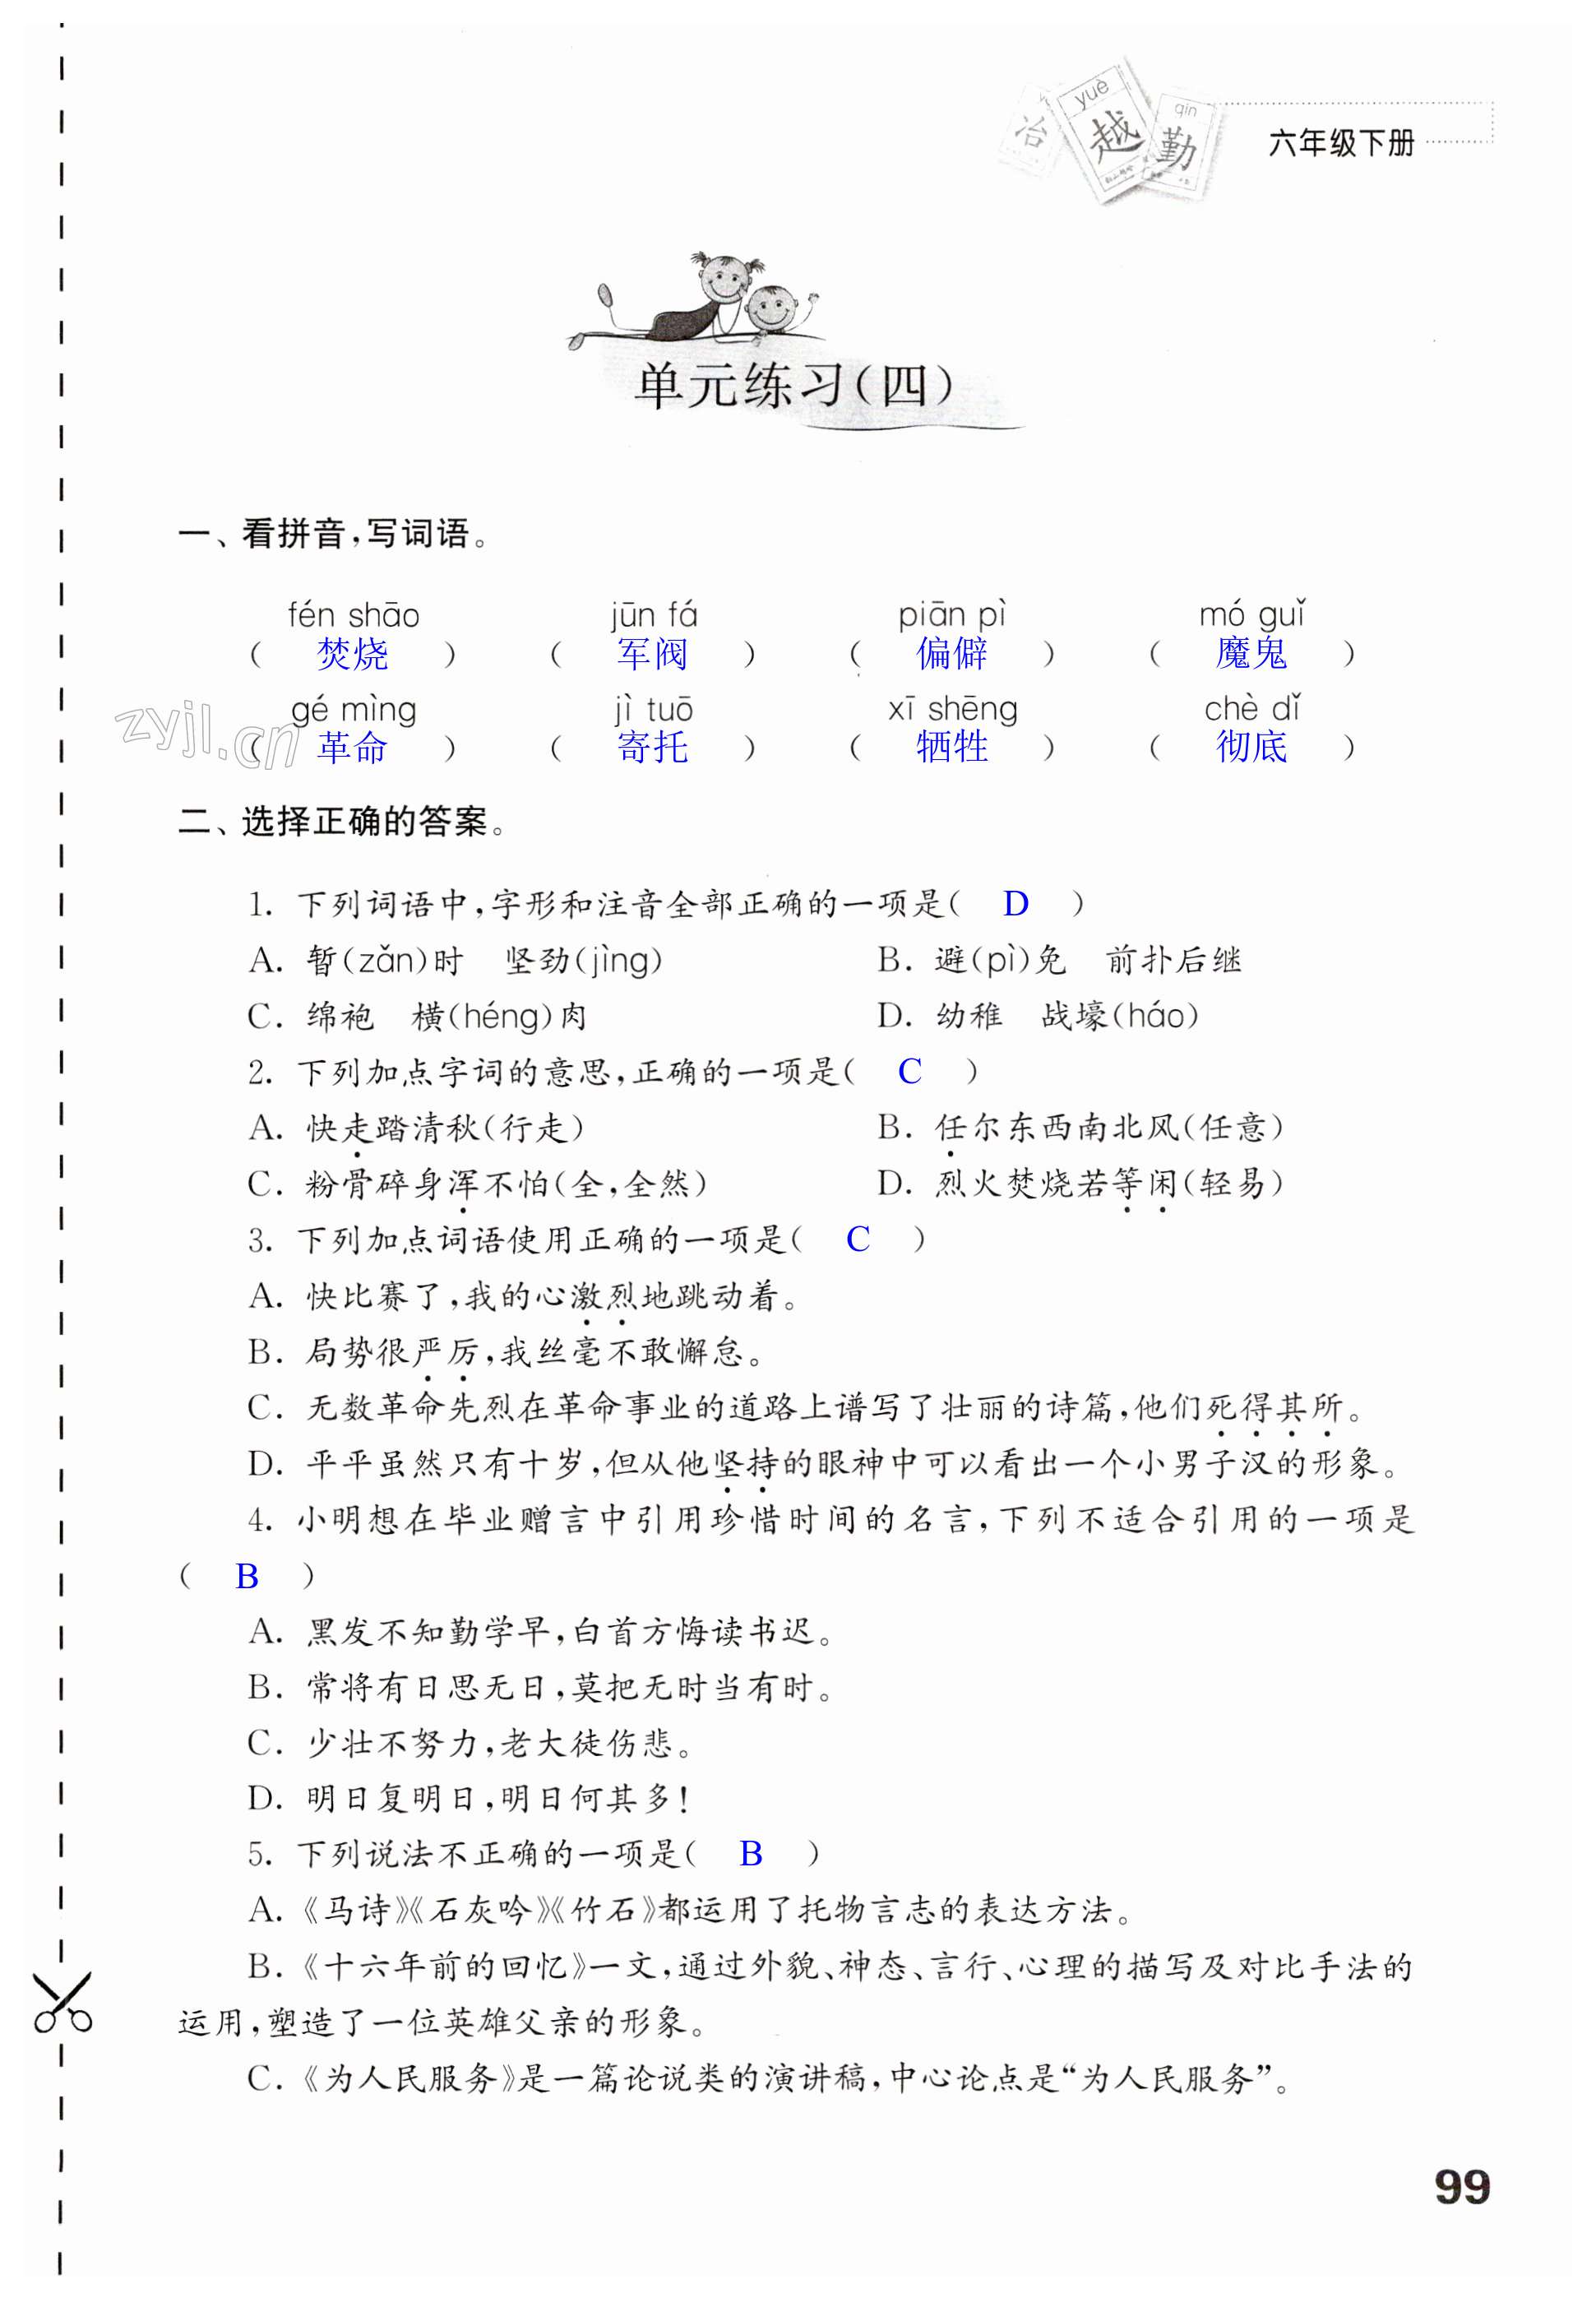 冶 yuè 越 qín 勤
六年级下册
单元练习(四)
一、看拼音,写词语。
fén shāo jūn fá piān pì mó guǐ
( 焚烧 ) ( 军阀 ) ( 偏僻 ) ( 魔鬼 )
gé mìng jì tuō xī shēng chè dǐ
( 革命 ) ( 寄托 ) ( 牺牲 ) ( 彻底 )
zyjl.cn
二、选择正确的答案。
1. 下列词语中,字形和注音全部正确的一项是( D )
A. 暂(zǎn)时 坚劲(jìng) B. 避(pì)免 前扑后继
C. 绵袍 横(héng)肉 D. 幼稚 战壕(háo)
2. 下列加点字词的意思,正确的一项是( C )
A. 快走踏清秋(行走) B. 任尔东西南北风(任意)
C. 粉骨碎身浑不怕(全,全然) D. 烈火焚烧若等闲(轻易)
3. 下列加点词语使用正确的一项是( C )
A. 快比赛了,我的心激烈地跳动着。
B. 局势很严厉,我丝毫不敢懈怠。
C. 无数革命先烈在革命事业的道路上谱写了壮丽的诗篇,他们死得其所。
D. 平平虽然只有十岁,但从他坚持的眼神中可以看出一个小男子汉的形象。
4. 小明想在毕业赠言中引用珍惜时间的名言,下列不适合引用的一项是
( B )
A. 黑发不知勤学早,白首方悔读书迟。
B. 常将有日思无日,莫把无时当有时。
C. 少壮不努力,老大徒伤悲。
D. 明日复明日,明日何其多!
5. 下列说法不正确的一项是( B )
A.《马诗》《石灰吟》《竹石》都运用了托物言志的表达方法。
B.《十六年前的回忆》一文,通过外貌、神态、言行、心理的描写及对比手法的
运用,塑造了一位英雄父亲的形象。
C.《为人民服务》是一篇论说类的演讲稿,中心论点是“为人民服务”。
99